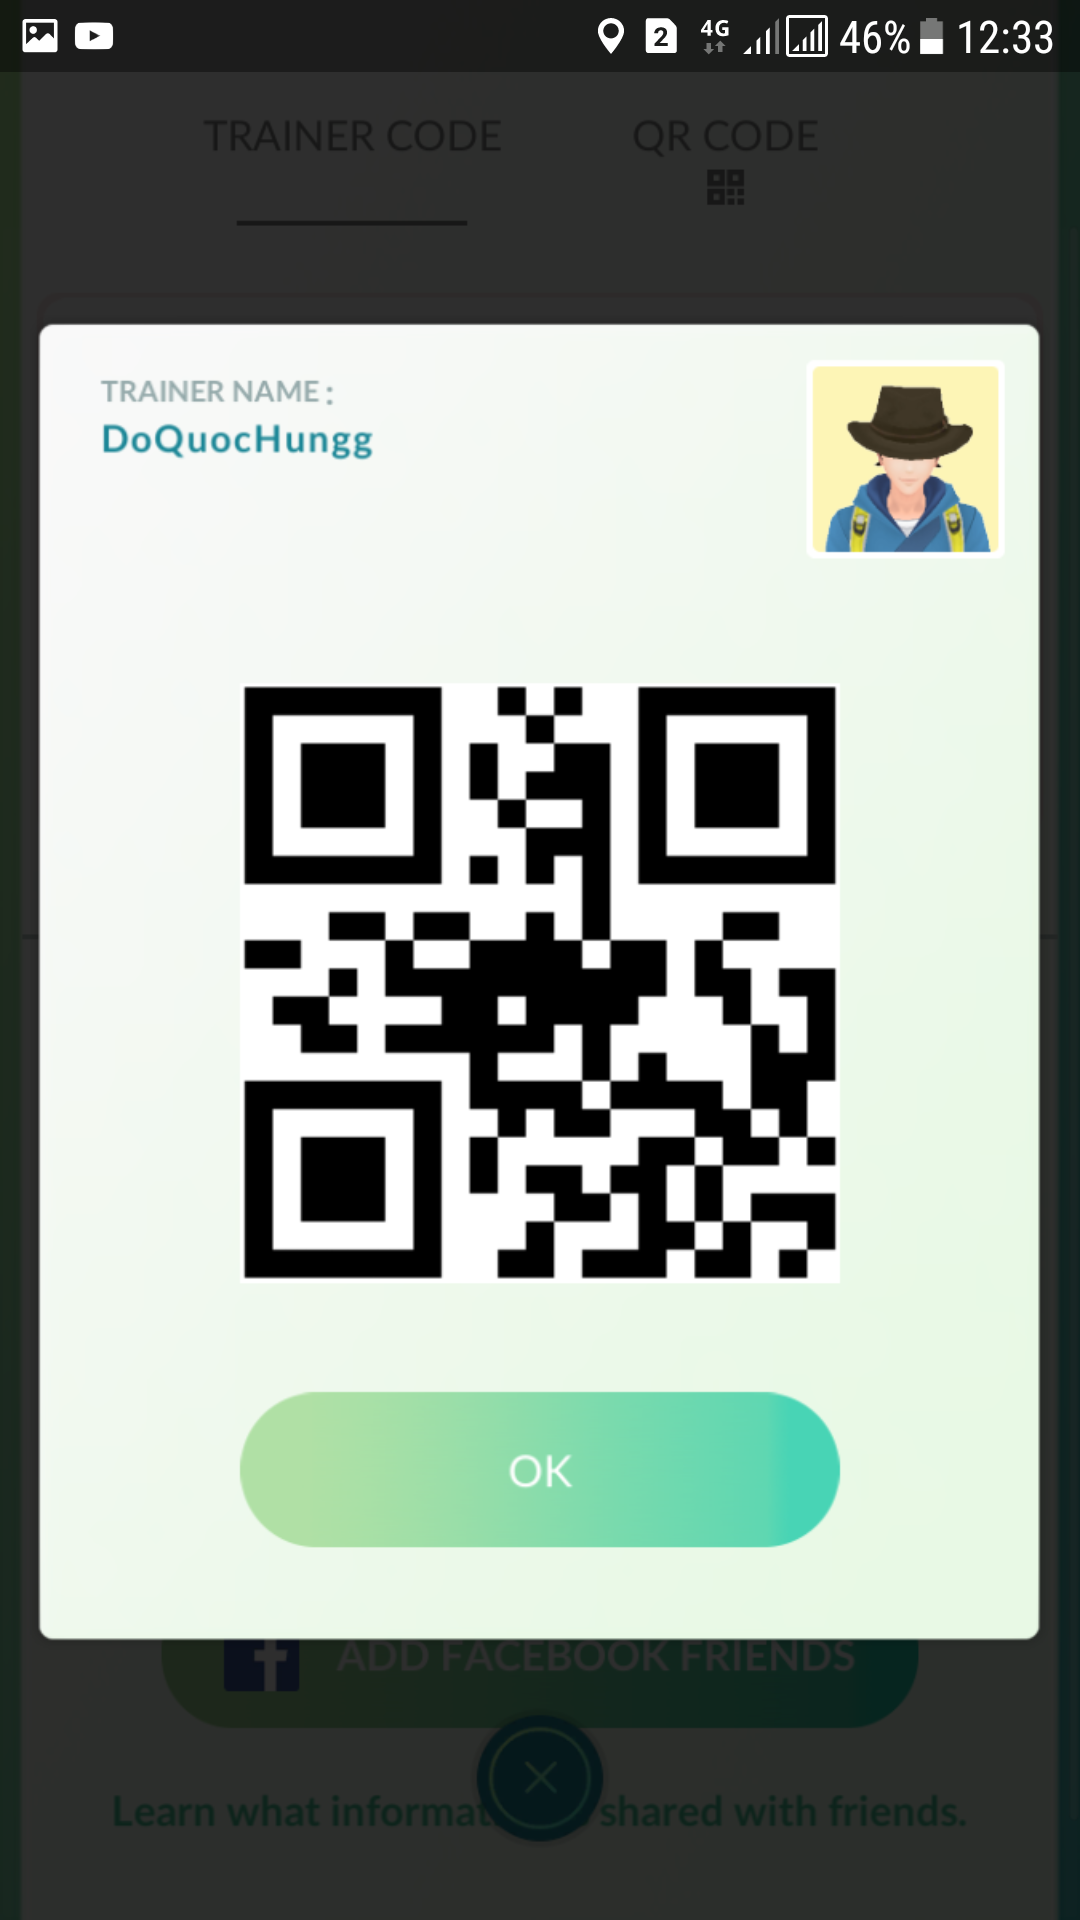 2 4G 46% 12:33
TRAINER CODE QR CODE
TRAINER NAME :
DoQuocHungg
OK
ADD FACEBOOK FRIENDS
Learn what informat shared with friends.